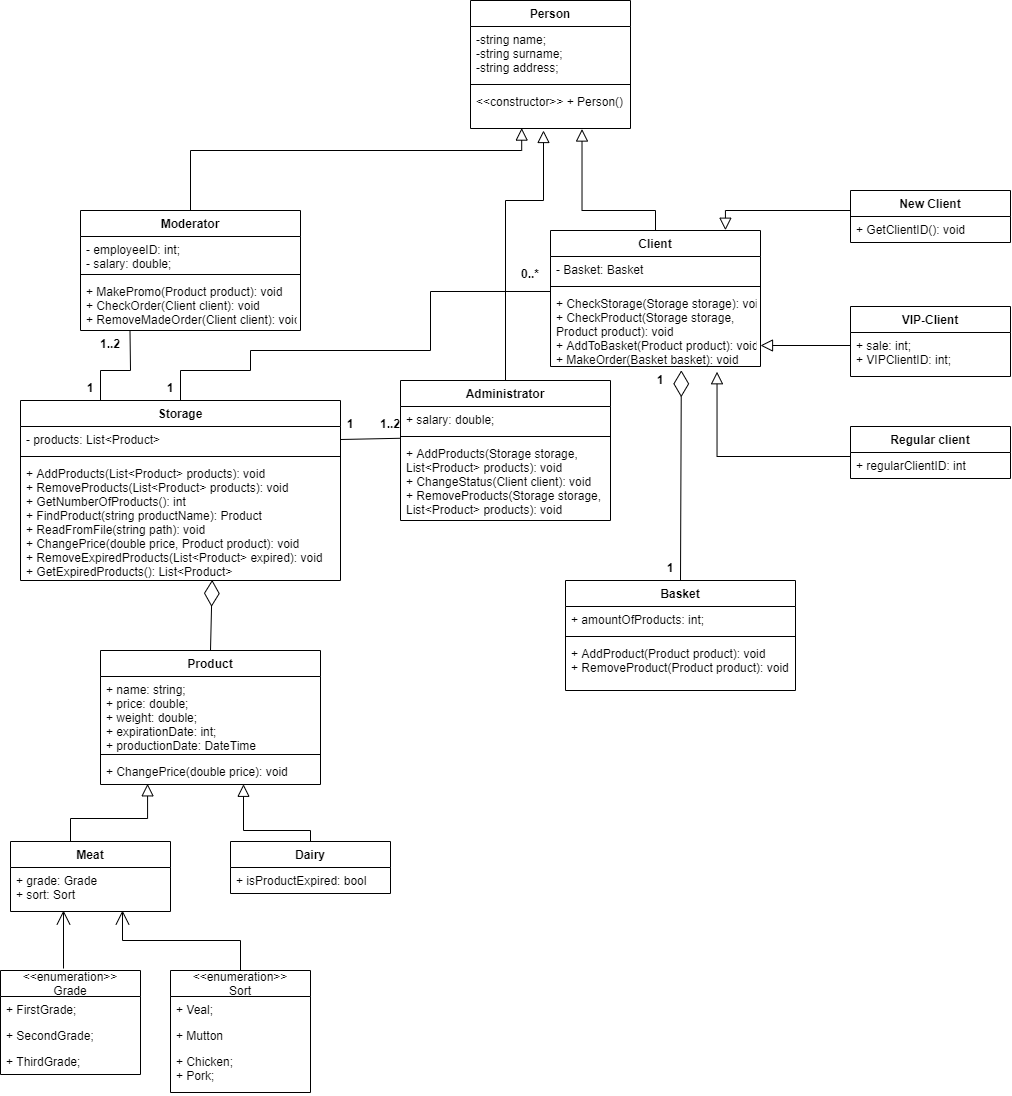 Person
-string name;
-string surname;
-string address;
<<constructor>> + Person()
Moderator
- employeeID: int;
- salary: double;
+ MakePromo(Product product): void
+ CheckOrder(Client client): void
+ RemoveMadeOrder(Client client): void
1..2
1
1
0..*
Client
- Basket: Basket
+ CheckStorage(Storage storage): void
+ CheckProduct(Storage storage,
Product product): void
+ AddToBasket(Product product): void
+ MakeOrder(Basket basket): void
New Client
+ GetClientID(): void
VIP-Client
+ sale: int;
+ VIPClientID: int;
Regular client
+ regularClientID: int
Storage
- products: List<Product>
+ AddProducts(List<Product> products): void
+ RemoveProducts(List<Product> products): void
+ GetNumberOfProducts(): int
+ FindProduct(string productName): Product
+ ReadFromFile(string path): void
+ ChangePrice(double price, Product product): void
+ RemoveExpiredProducts(List<Product> expired): void
+ GetExpiredProducts(): List<Product>
1
1..2
Administrator
+ salary: double;
+ AddProducts(Storage storage,
List<Product> products): void
+ ChangeStatus(Client client): void
+ RemoveProducts(Storage storage,
List<Product> products): void
1
1
Basket
+ amountOfProducts: int;
+ AddProduct(Product product): void
+ RemoveProduct(Product product): void
Product
+ name: string;
+ price: double;
+ weight: double;
+ expirationDate: int;
+ productionDate: DateTime
+ ChangePrice(double price): void
Meat
+ grade: Grade
+ sort: Sort
Dairy
+ isProductExpired: bool
<<enumeration>>
Grade
+ FirstGrade;
+ SecondGrade;
+ ThirdGrade;
<<enumeration>>
Sort
+ Veal;
+ Mutton
+ Chicken;
+ Pork;